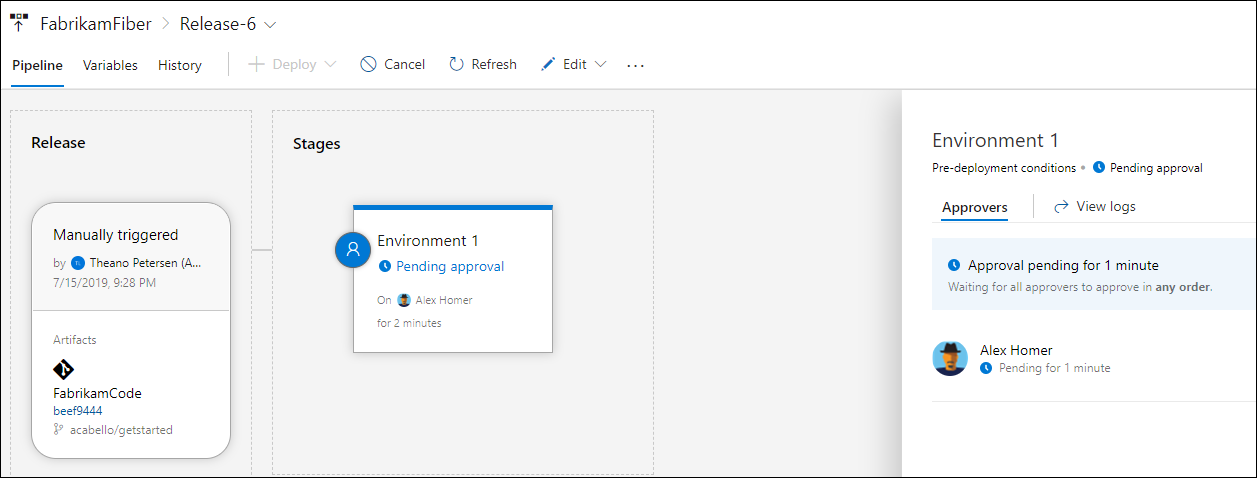 FabrikamFiber > Release-6
Pipeline Variables History Deploy Cancel Refresh Edit ...
Release
Manually triggered
by Theano Petersen (A...
7/15/2019, 9:28 PM
Artifacts
FabrikamCode
beef9444
acabello/getstarted
Stages
Environment 1
Pending approval
On Alex Homer
for 2 minutes
Environment 1
Pre-deployment conditions • Pending approval
Approvers View logs
Approval pending for 1 minute
Waiting for all approvers to approve in any order.
Alex Homer
Pending for 1 minute